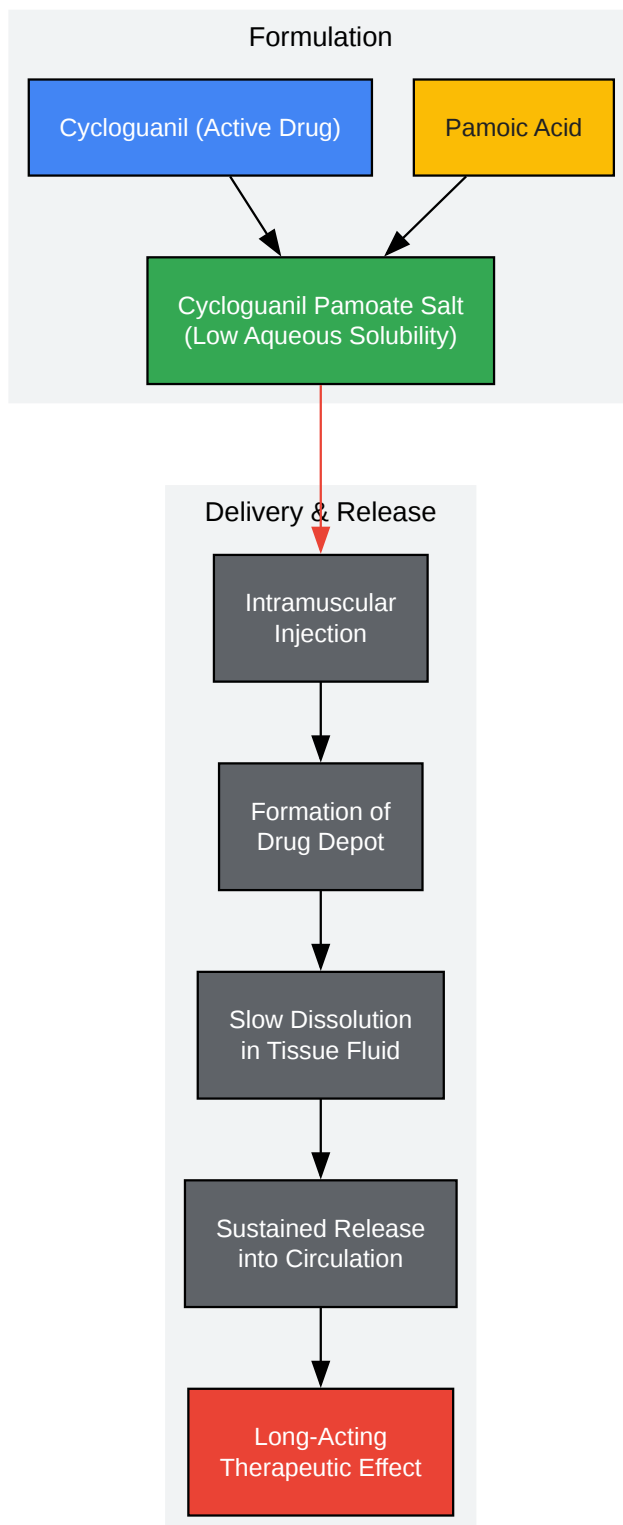 Formulation
Cycloguanil (Active Drug)
Pamoic Acid
Cycloguanil Pamoate Salt
(Low Aqueous Solubility)
Delivery & Release
Intramuscular
Injection
Formation of
Drug Depot
Slow Dissolution
in Tissue Fluid
Sustained Release
into Circulation
Long-Acting
Therapeutic Effect